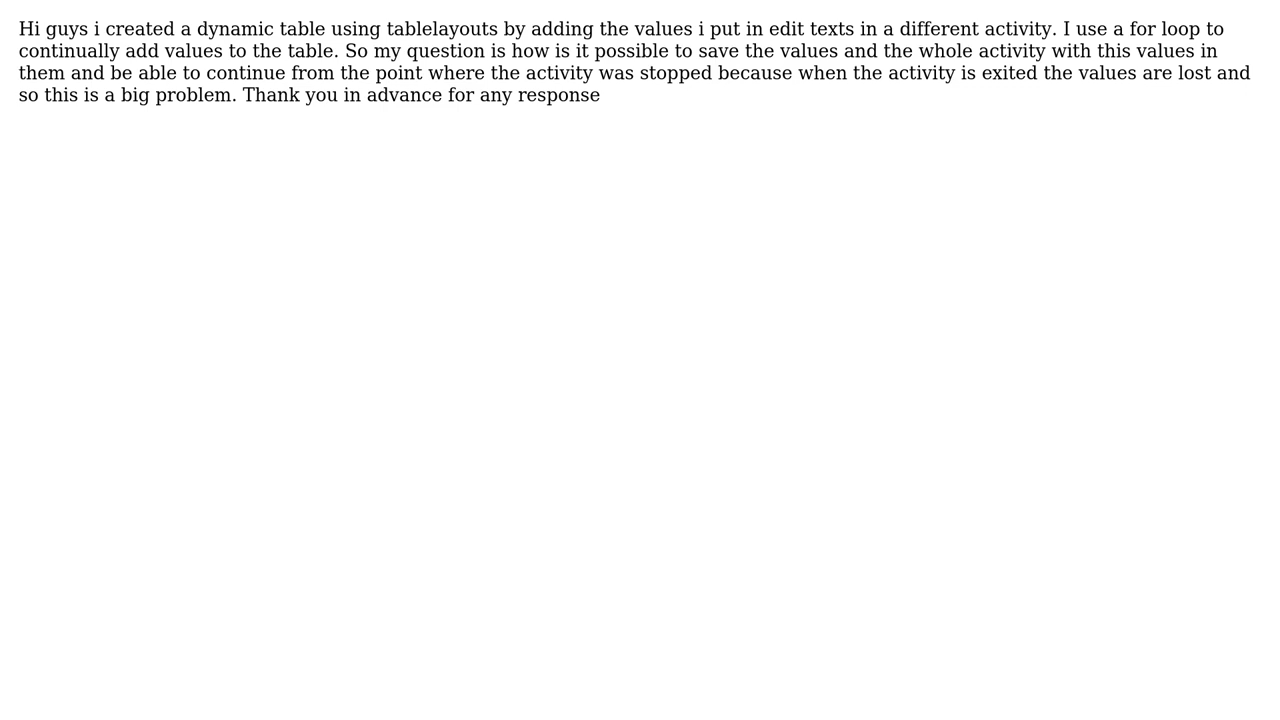 Hi guys i created a dynamic table using tablelayouts by adding the values i put in edit texts in a different activity. I use a for loop to
continually add values to the table. So my question is how is it possible to save the values and the whole activity with this values in
them and be able to continue from the point where the activity was stopped because when the activity is exited the values are lost and
so this is a big problem. Thank you in advance for any response